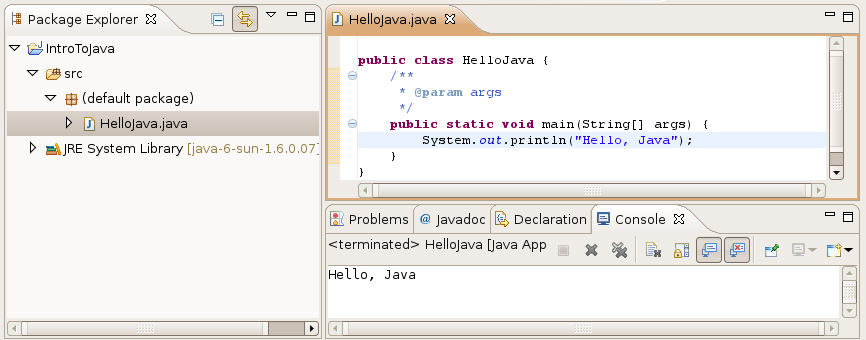 Package Explorer
IntroToJava
src
(default package)
HelloJava.java
JRE System Library [java-6-sun-1.6.0.07]
HelloJava.java
public class HelloJava {
/**
* @param args
*/
public static void main(String[] args) {
System.out.println("Hello, Java");
}
}
Problems @ Javadoc Declaration Console
<terminated> HelloJava [Java App
Hello, Java